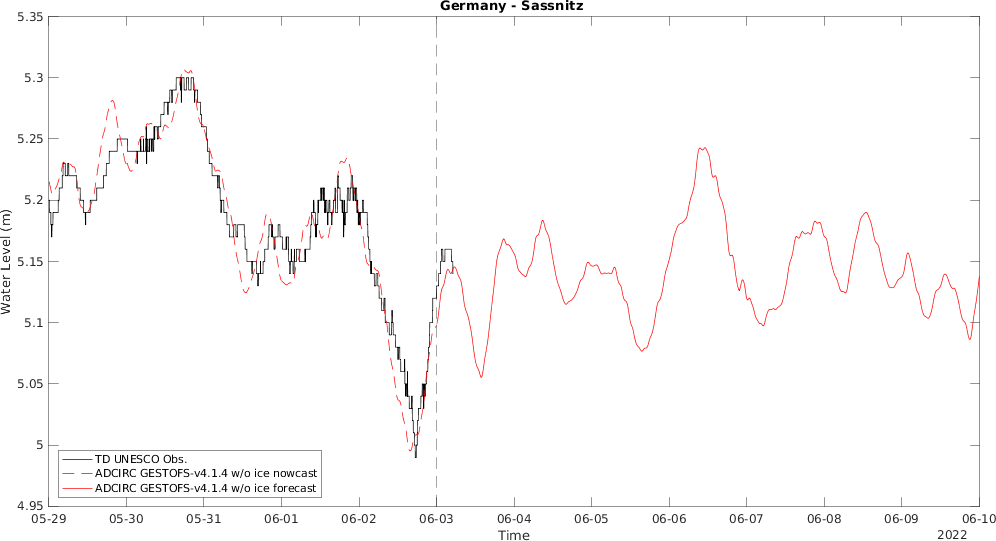 Germany - Sassnitz
5.35
5.3
5.25
5.2
5.15
5.1
5.05
5
4.95
Water Level (m)
TD UNESCO Obs.
ADCIRC GESTOFS-v4.1.4 w/o ice nowcast
ADCIRC GESTOFS-v4.1.4 w/o ice forecast
05-29 05-30 05-31 06-01 06-02 06-03 06-04 06-05 06-06 06-07 06-08 06-09 06-10
Time
2022